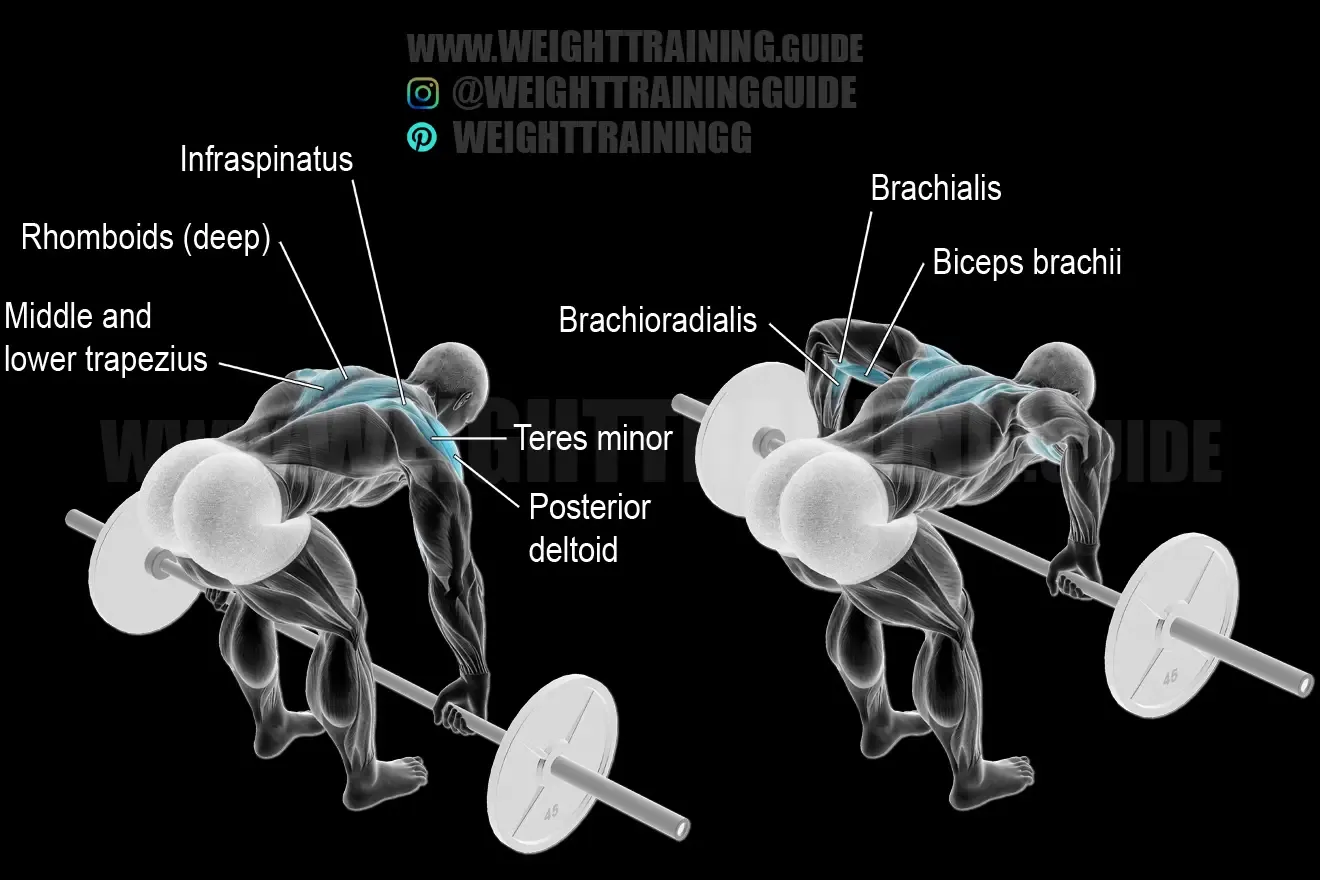 WWW.WEIGHTTRAINING.GUIDE
@WEIGHTTRAININGGUIDE
WEIGHTTRAININGG
Infraspinatus
Rhomboids (deep)
Middle and
lower trapezius
Teres minor
Posterior
deltoid
Brachialis
Biceps brachii
Brachioradialis
WWW.WEIGHTTRAINING.GUIDE
45
45